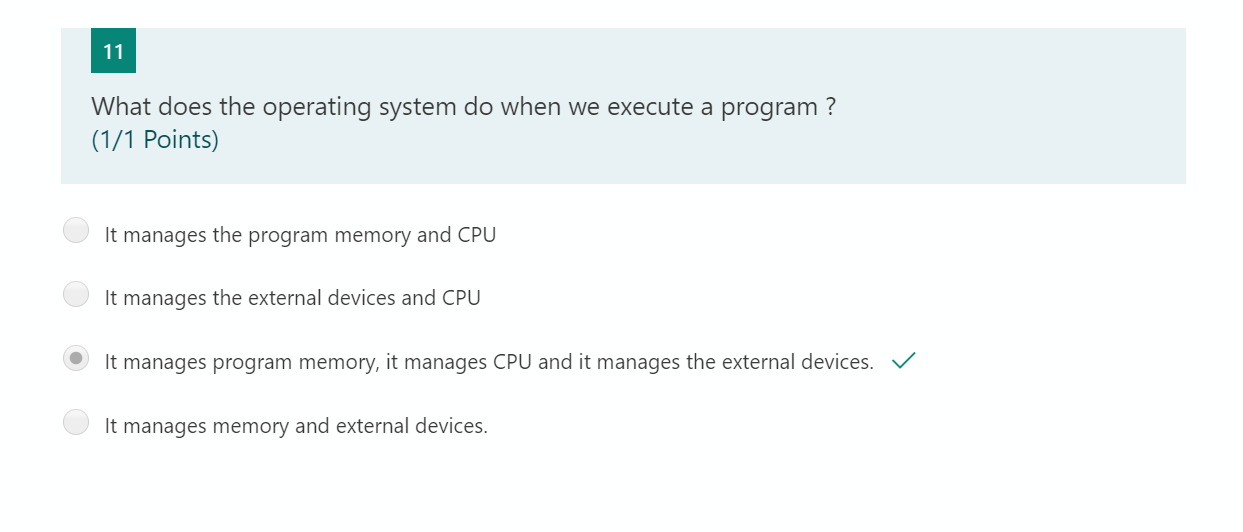 11
What does the operating system do when we execute a program ?
(1/1 Points)
It manages the program memory and CPU
It manages the external devices and CPU
It manages program memory, it manages CPU and it manages the external devices.
It manages memory and external devices.